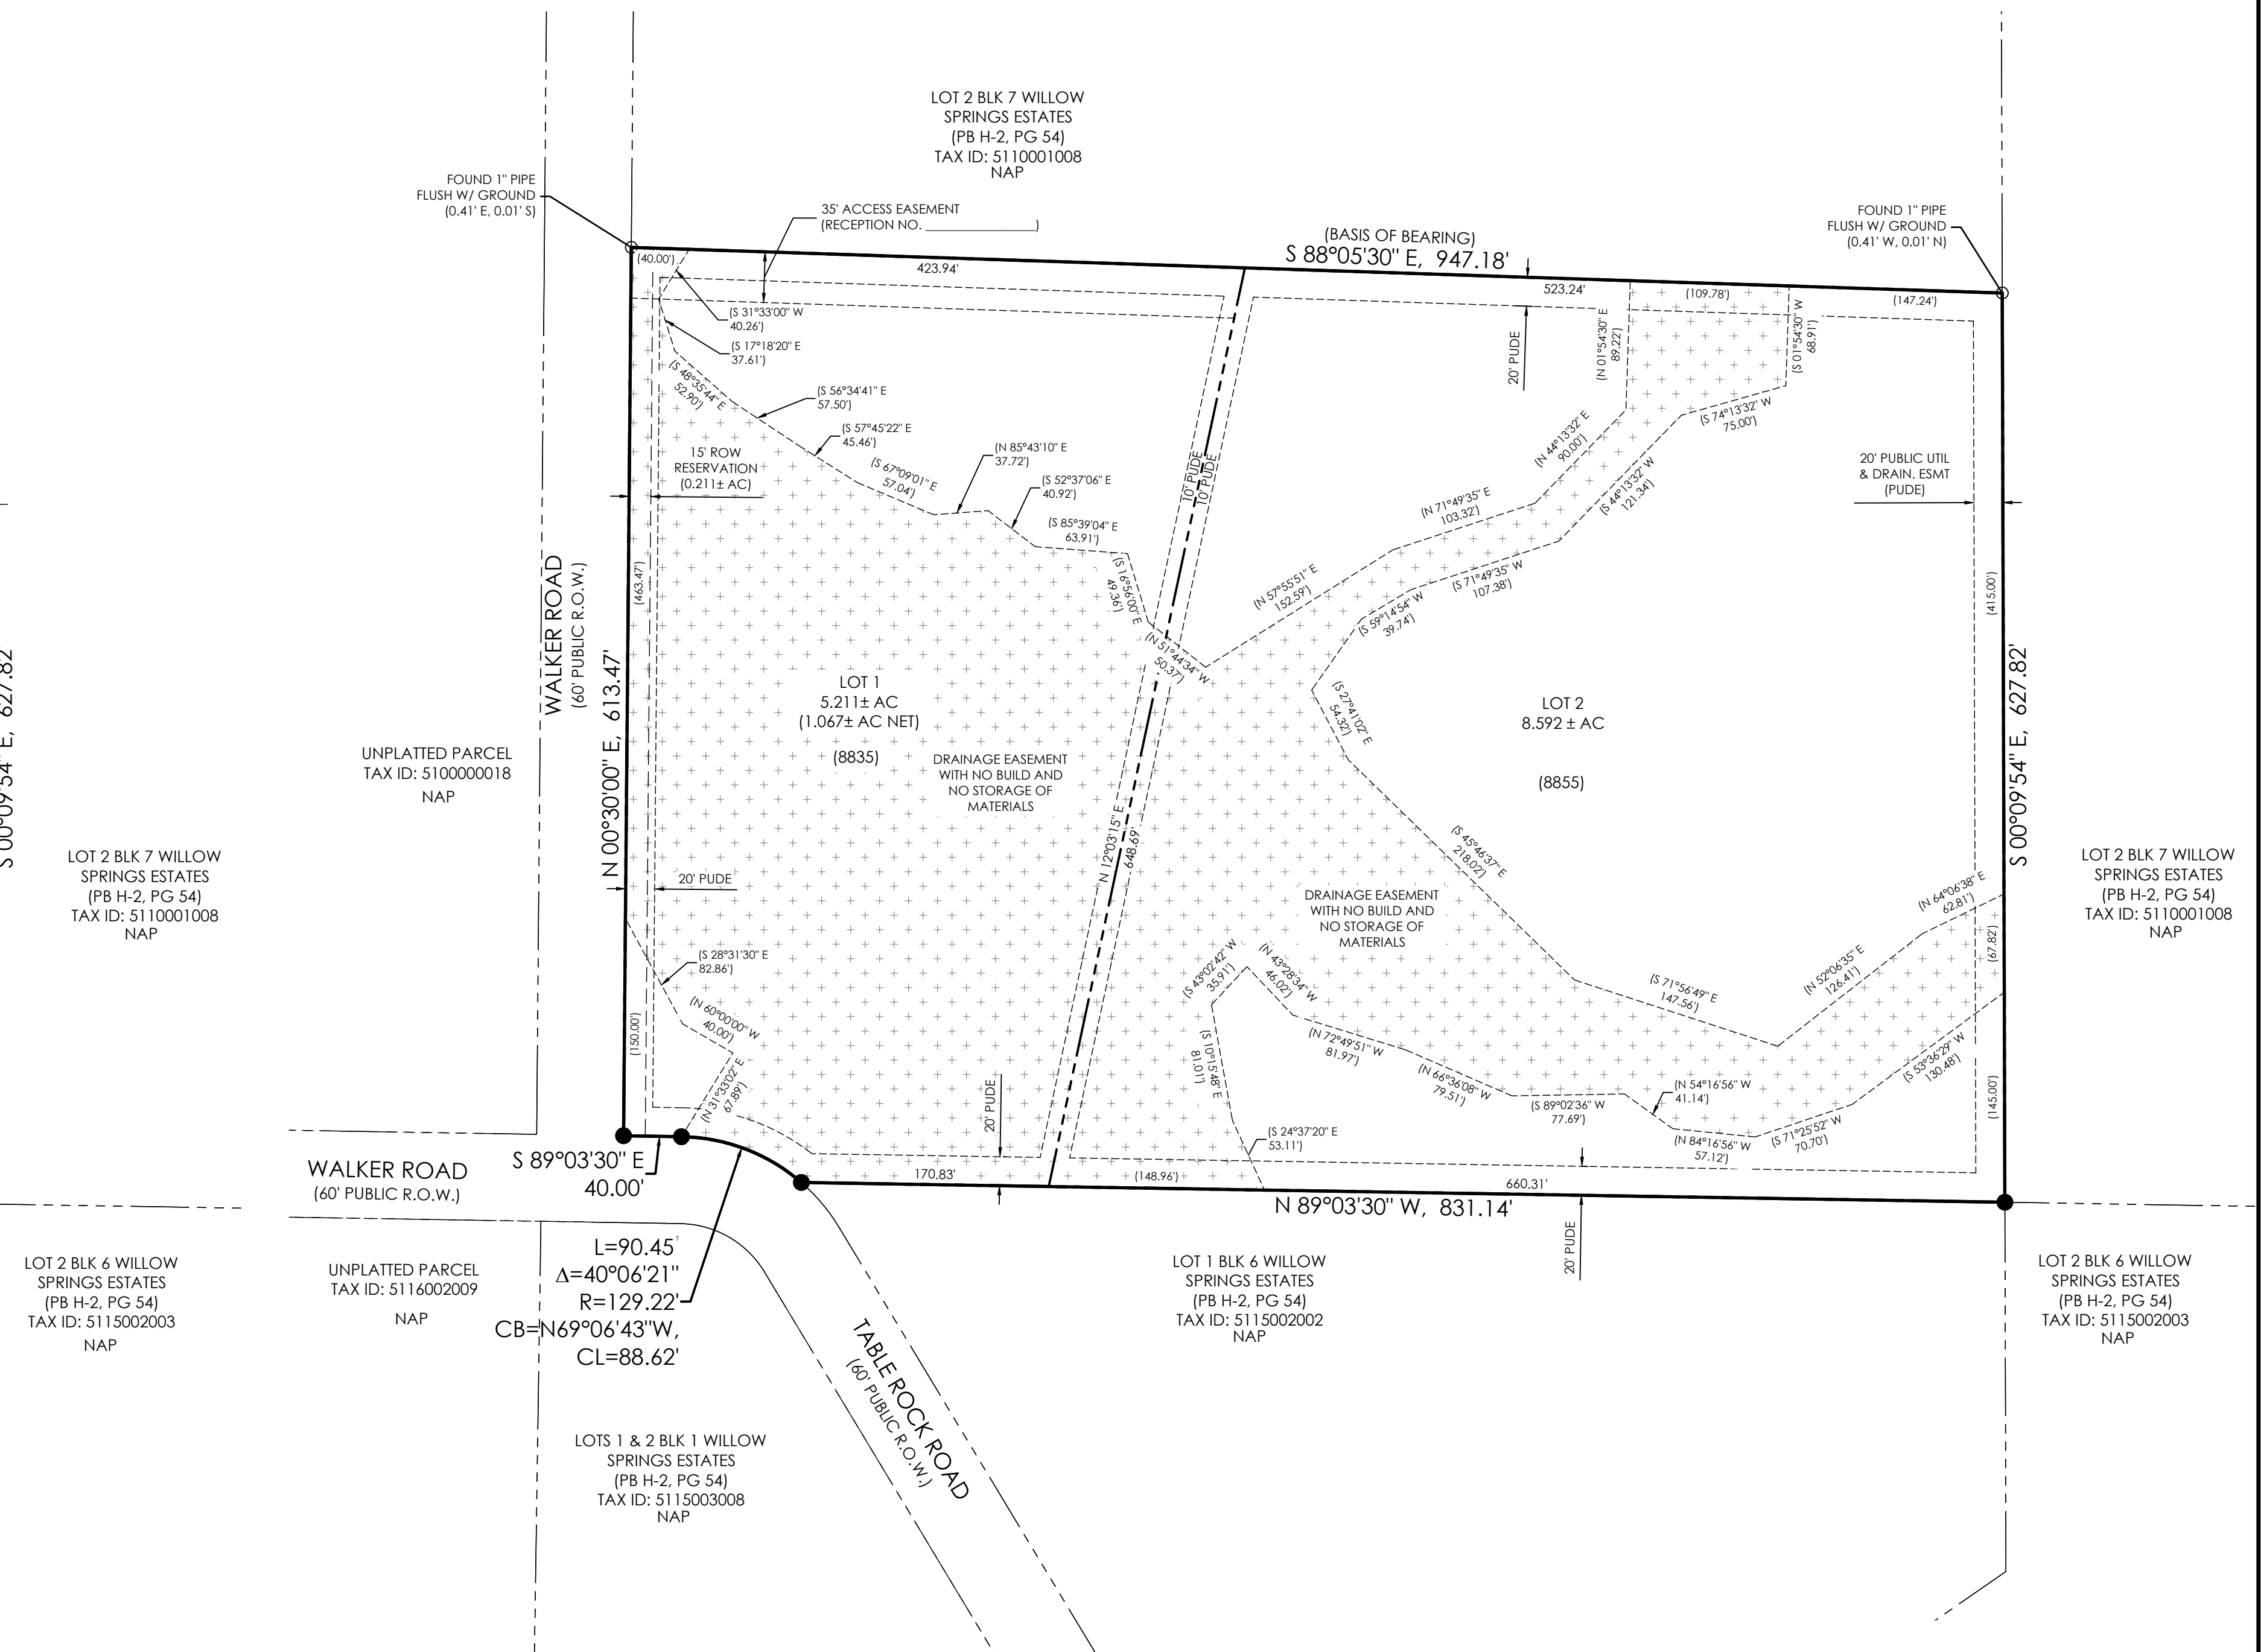 LOT 2 BLK 7 WILLOW
SPRINGS ESTATES
(PB H-2, PG 54)
TAX ID: 5110001008
NAP
FOUND 1" PIPE
FLUSH W/ GROUND
(0.41' E, 0.01' S)
35' ACCESS EASEMENT
(RECEPTION NO. ________________)
(BASIS OF BEARING)
S 88°05'30" E, 947.18'
FOUND 1" PIPE
FLUSH W/ GROUND
(0.41' W, 0.01' N)
(40.00')
423.94'
523.24'
(109.78')
(147.24')
(S 31°33'00" W
40.26')
(S 17°18'20" E
37.61')
(S 48°35'44" E
52.90')
(S 56°34'41" E
57.50')
(S 57°45'22" E
45.46')
(S 67°09'01" E
57.04')
(N 85°43'10" E
37.72')
(S 52°37'06" E
40.92')
(S 85°39'04" E
63.91')
(S 16°56'00" E
49.36')
(N 51°44'34" W
50.37')
15' ROW
RESERVATION
(0.211± AC)
10' PUDE
10' PUDE
20' PUDE
(N 01°54'30" E
89.22')
(S 01°54'30" W
68.91')
(S 74°13'32" W
75.00')
(N 44°13'32" E
90.00')
(S 44°13'32" W
121.34')
(N 71°49'35" E
103.32')
(S 71°49'35" W
107.38')
(N 57°55'51" E
152.59')
(S 59°14'54" W
39.74')
(S 27°41'02" E
54.32')
20' PUBLIC UTIL
& DRAIN. ESMT
(PUDE)
(415.00')
S 00°09'54" E, 627.82'
S 00°09'54" E, 627.82'
WALKER ROAD
(60' PUBLIC R.O.W.)
N 00°30'00" E, 613.47'
(463.47')
UNPLATTED PARCEL
TAX ID: 5100000018
NAP
LOT 1
5.211± AC
(1.067± AC NET)
(8835)
DRAINAGE EASEMENT
WITH NO BUILD AND
NO STORAGE OF
MATERIALS
LOT 2
8.592 ± AC
(8855)
N 12°03'15" E
648.69'
20' PUDE
LOT 2 BLK 7 WILLOW
SPRINGS ESTATES
(PB H-2, PG 54)
TAX ID: 5110001008
NAP
LOT 2 BLK 7 WILLOW
SPRINGS ESTATES
(PB H-2, PG 54)
TAX ID: 5110001008
NAP
DRAINAGE EASEMENT
WITH NO BUILD AND
NO STORAGE OF
MATERIALS
(S 45°46'37" E
218.02')
(S 71°56'49" E
147.56')
(N 52°06'35" E
126.41')
(N 64°06'38" E
62.81')
(67.82')
(S 53°36'29" W
130.48')
(145.00')
(S 28°31'30" E
82.86')
(N 60°00'00" W
40.00')
(N 31°33'02" E
67.89')
(150.00')
(S 43°02'42" W
35.91')
(N 43°28'34" W
46.02')
(S 10°15'48" E
81.01')
(N 72°49'51" W
81.97')
(N 66°36'08" W
79.51')
(S 89°02'36" W
77.69')
(N 54°16'56" W
41.14')
(N 84°16'56" W
57.12')
(S 71°25'52" W
70.70')
(S 24°37'20" E
53.11')
20' PUDE
WALKER ROAD
(60' PUBLIC R.O.W.)
S 89°03'30" E
40.00'
170.83'
(148.96')
660.31'
N 89°03'30" W, 831.14'
20' PUDE
L=90.45'
Δ=40°06'21"
R=129.22'
CB=N69°06'43"W,
CL=88.62'
LOT 2 BLK 6 WILLOW
SPRINGS ESTATES
(PB H-2, PG 54)
TAX ID: 5115002003
NAP
UNPLATTED PARCEL
TAX ID: 5116002009
NAP
LOT 1 BLK 6 WILLOW
SPRINGS ESTATES
(PB H-2, PG 54)
TAX ID: 5115002002
NAP
LOT 2 BLK 6 WILLOW
SPRINGS ESTATES
(PB H-2, PG 54)
TAX ID: 5115002003
NAP
TABLE ROCK ROAD
(60' PUBLIC R.O.W.)
LOTS 1 & 2 BLK 1 WILLOW
SPRINGS ESTATES
(PB H-2, PG 54)
TAX ID: 5115003008
NAP